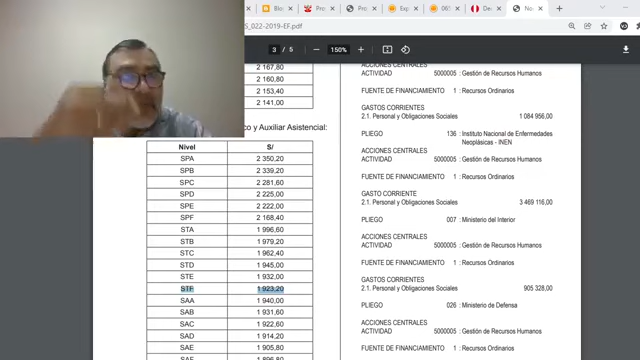 Bio
Pro
Pro
Exp
065
De
No
S_022-2019-EF.pdf
3 / 5
150%
2 167,80
2 160,80
2 153,40
2 141,00
co y Auxiliar Asistencial:
Nivel S/
SPA 2 350,20
SPB 2 339,20
SPC 2 281,60
SPD 2 225,00
SPE 2 222,00
SPF 2 168,40
STA 1 996,60
STB 1 979,20
STC 1 962,40
STD 1 945,00
STE 1 932,00
STF 1 923,20
SAA 1 940,00
SAB 1 931,60
SAC 1 922,60
SAD 1 914,20
SAE 1 905,80
SAF 1 896,80
ACCIONES CENTRALES
ACTIVIDAD 5000005 : Gestión de Recursos Humanos
FUENTE DE FINANCIAMIENTO 1 : Recursos Ordinarios
GASTOS CORRIENTES
2.1. Personal y Obligaciones Sociales 1 084 956,00
PLIEGO 136 : Instituto Nacional de Enfermedades
Neoplásicas - INEN
ACCIONES CENTRALES
ACTIVIDAD 5000005 : Gestión de Recursos Humanos
FUENTE DE FINANCIAMIENTO 1 : Recursos Ordinarios
GASTO CORRIENTE
2.1. Personal y Obligaciones Sociales 3 469 116,00
PLIEGO 007 : Ministerio del Interior
ACCIONES CENTRALES
ACTIVIDAD 5000005 : Gestión de Recursos Humanos
FUENTE DE FINANCIAMIENTO 1 : Recursos Ordinarios
GASTOS CORRIENTES
2.1. Personal y Obligaciones Sociales 905 328,00
PLIEGO 026 : Ministerio de Defensa
ACCIONES CENTRALES
ACTIVIDAD 5000005 : Gestión de Recursos Humanos